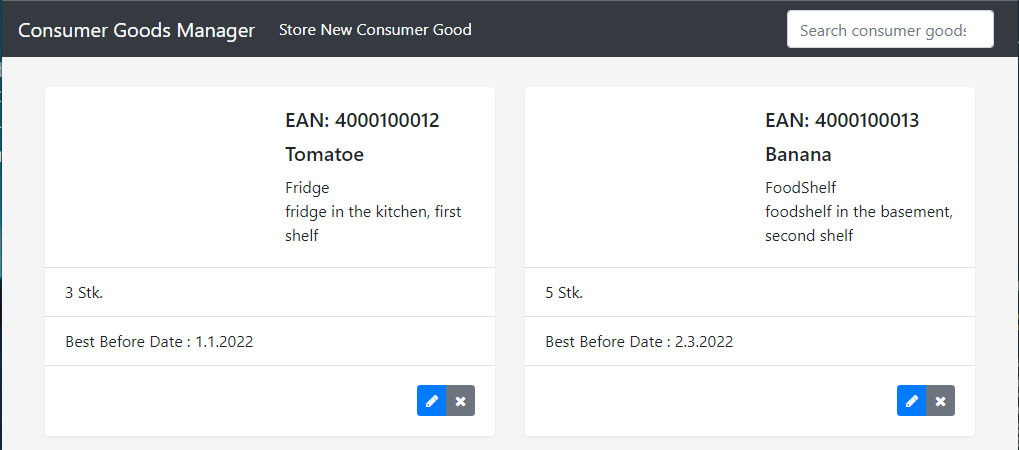 Consumer Goods Manager
Store New Consumer Good
Search consumer goods
EAN: 4000100012
Tomatoe
Fridge
fridge in the kitchen, first
shelf
3 Stk.
Best Before Date : 1.1.2022
EAN: 4000100013
Banana
FoodShelf
foodshelf in the basement,
second shelf
5 Stk.
Best Before Date : 2.3.2022